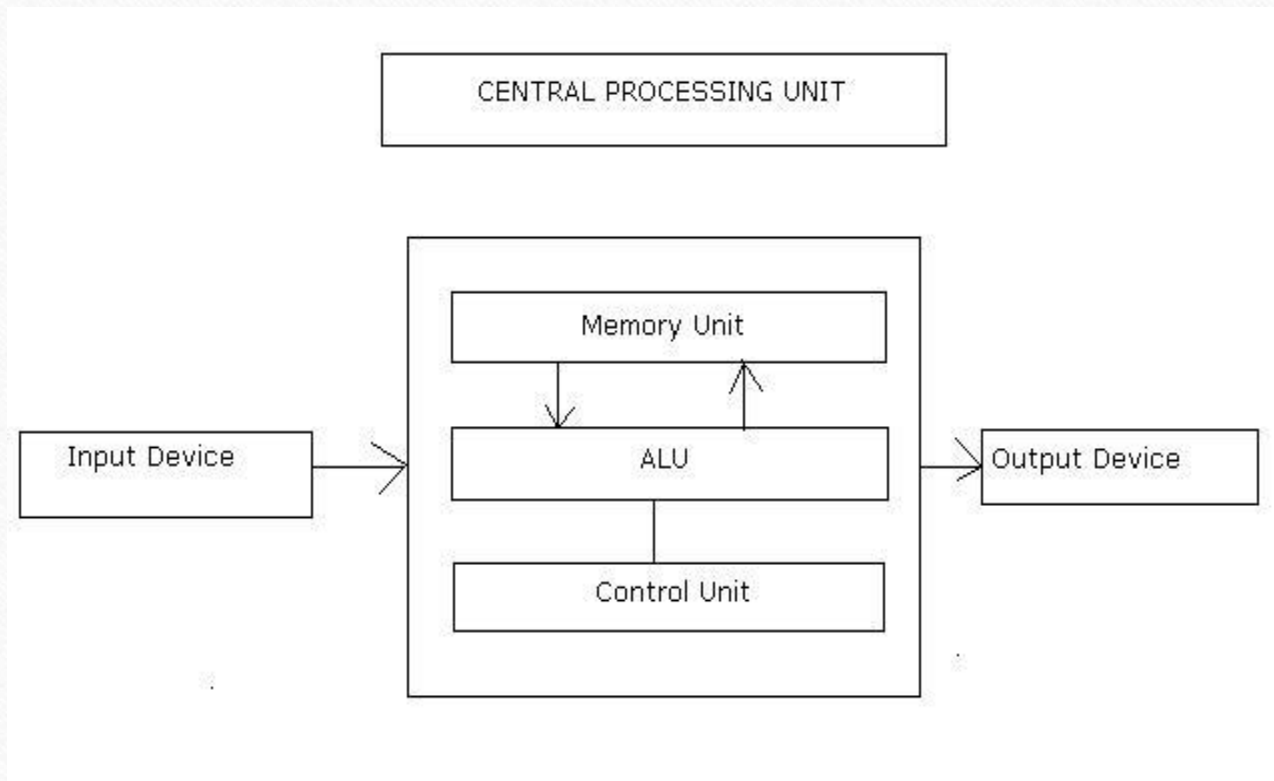 CENTRAL PROCESSING UNIT
Memory Unit
Input Device
ALU
Output Device
Control Unit